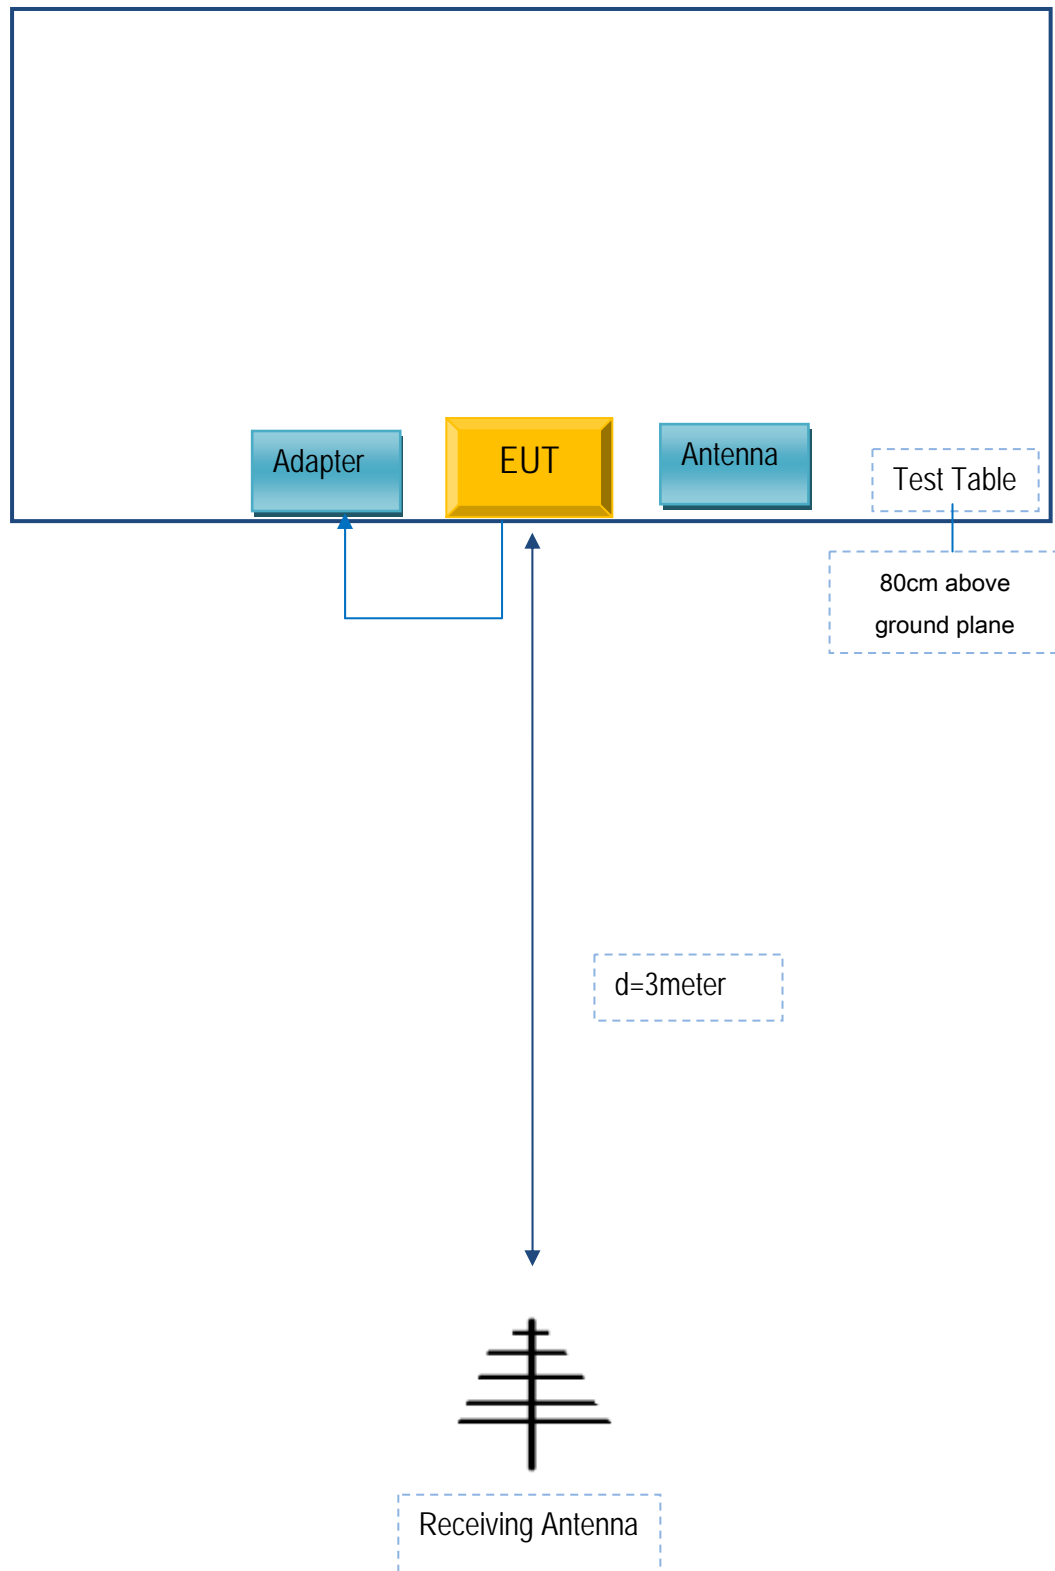 Adapter
EUT
Antenna
Test Table
80cm above
ground plane
d=3meter
Receiving Antenna